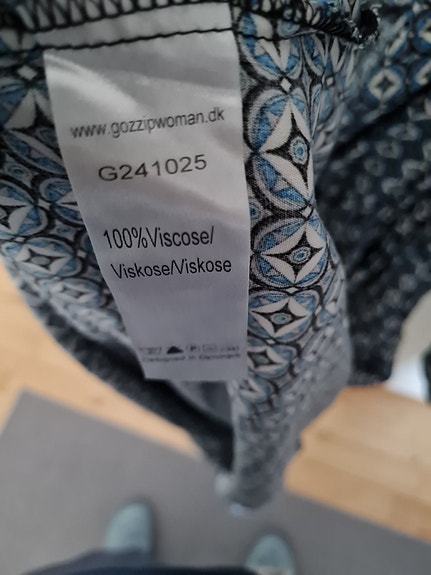 www.gozzipwoman.dk
G241025
100%Viscose/
Viskose/Viskose
Designed in Denmark